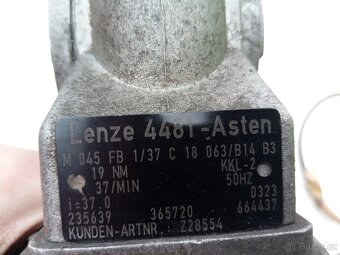 Lenze 4481-Asten
M 045 FB 1/37 C 18 063/B14 B3
19 NM KKL-2
37/MIN 50HZ
i=37.0 0323
235639 365720 664437
KUNDEN-ARTNR. Z28554